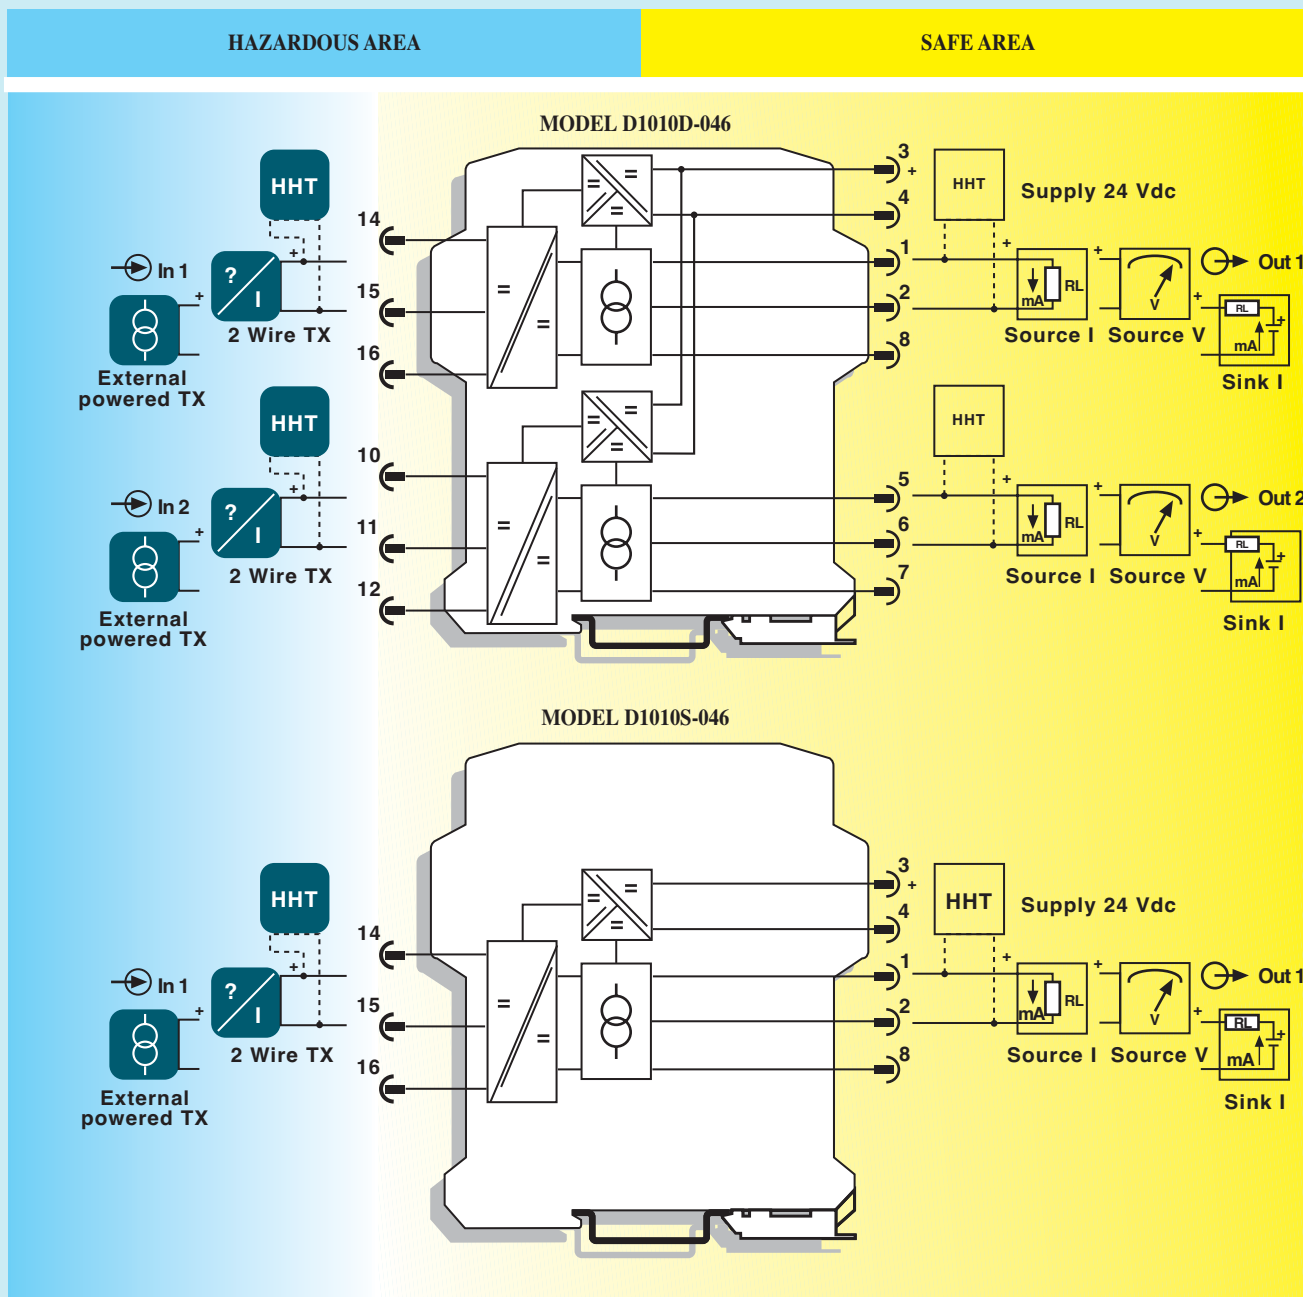 HAZARDOUS AREA
SAFE AREA
MODEL D1010D-046
HHT
14
In 1
+
?
I
+
2 Wire TX
15
16
External
powered TX
3
+
4
1
2
8
HHT
Supply 24 Vdc
+
mA
RL
Source I
+
V
Source V
Out 1
+
RL
+
mA
Sink I
HHT
10
In 2
+
?
I
+
2 Wire TX
11
12
External
powered TX
5
6
7
HHT
+
mA
RL
Source I
+
V
Source V
Out 2
+
RL
+
mA
Sink I
MODEL D1010S-046
HHT
14
In 1
+
?
I
+
2 Wire TX
15
16
External
powered TX
3
+
4
1
2
8
HHT
Supply 24 Vdc
+
mA
RL
Source I
+
V
Source V
Out 1
+
RL
+
mA
Sink I